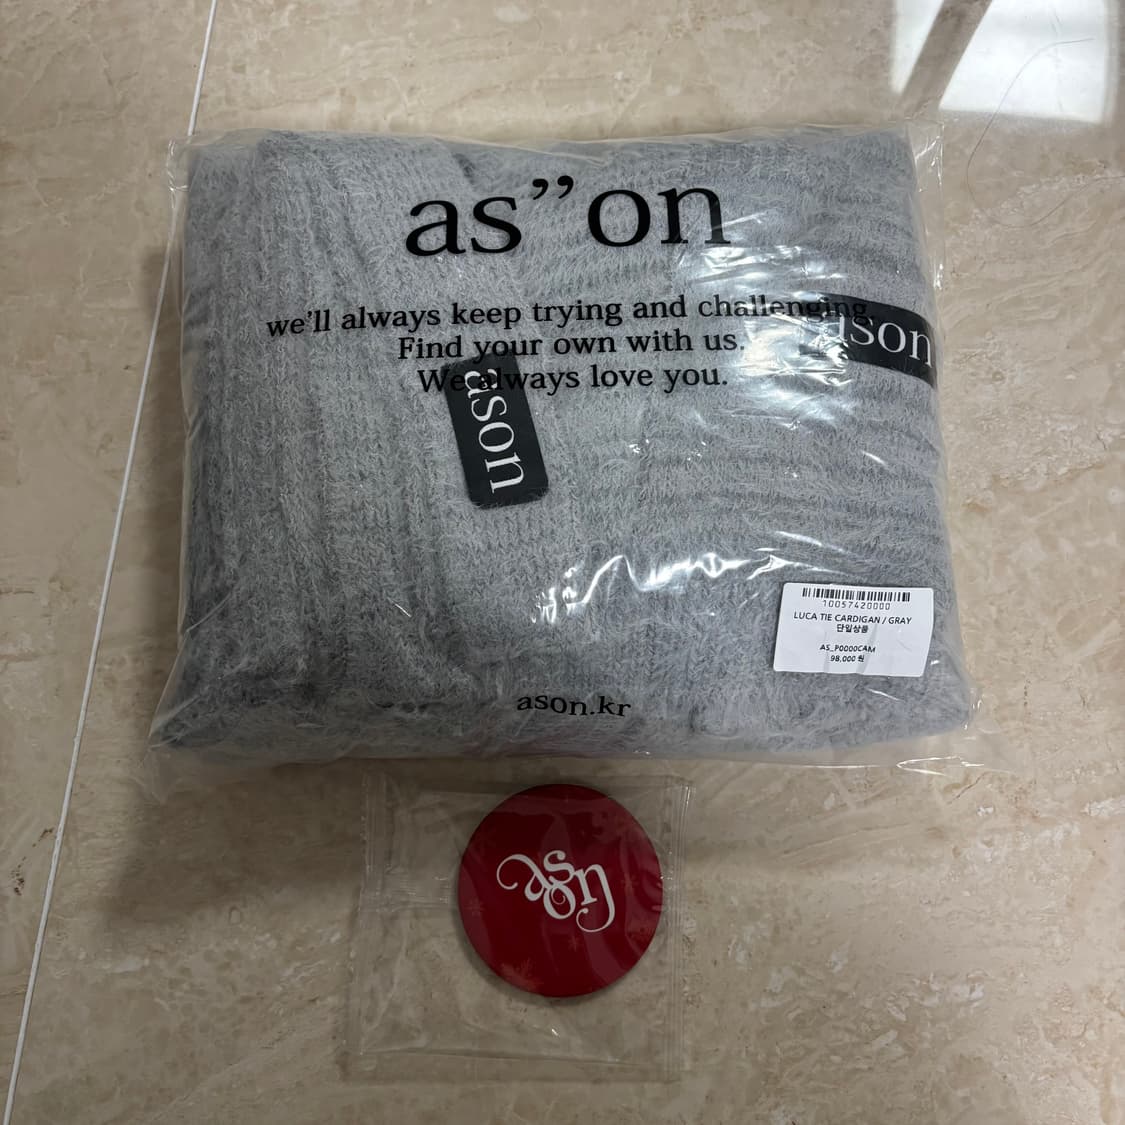 as”on
we'll always keep trying and challenging.
Find your own with us.
We always love you.
ason
ason
10057420000
LUCA TIE CARDIGAN / GRAY
단일상품
AS_P0000CAM
98,000 원
ason.kr
ason